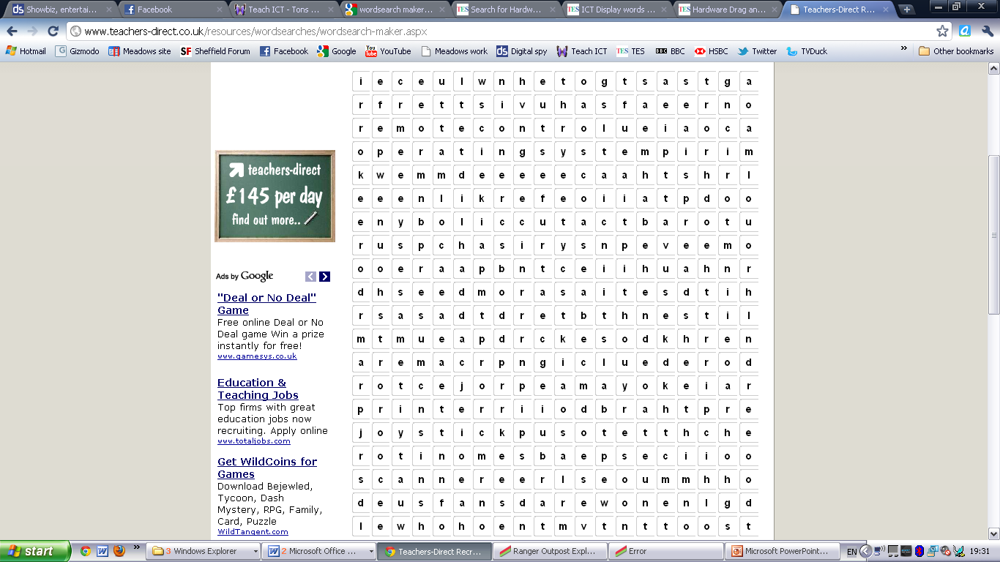 Showbiz, entertai...
Facebook
Teach ICT - Tons ...
wordsearch maker...
TES Search for Hardw...
TES ICT Display words ...
TES Hardware Drag an...
Teachers-Direct R...
www.teachers-direct.co.uk/resources/wordsearches/wordsearch-maker.aspx
Hotmail Gizmodo Meadows site SF Sheffield Forum Facebook Google YouTube Meadows work ds Digital spy Teach ICT TES TES BBC BBC HSBC Twitter TVDuck » Other bookmarks
i e c e u l w n h e t o g t s a s t g a
r f r e t t s i v u h a s f a e e r n o
r e m o t e c o n t r o l u e i a o c a
o p e r a t i n g s y s t e m p i r i m
k w e m m d e e e e e c a a h t s h r l
e e e n l i k r e f e o i i a t p d o o
e n y b o l i c c u t a c t b a r o t u
r u s p c h a s i r y s n p e v e e m o
o o e r a a p b n t c e i i h u a h n r
d h s e e d m o r a s a i t e s d t i h
r s a s a d t d r e t b t h n e s t i l
m t m u e a p d r c k e s o d k h r e n
a r e m a c r p n g i c l u e d e r o d
r o t c e j o r p e a m a y o k e i a r
p r i n t e r r i i o d b r a h t p r e
j o y s t i c k p u s o t e t t h c h e
r o t i n o m e s b a e p s e c i i o o
s c a n n e r e e r l s e o u m m h h o
d e u s f a n s d a r e w o n e n l g d
l e w h o h o e n t m v t n t t o o s t
teachers-direct
£145 per day
find out more..
Ads by Google
"Deal or No Deal"
Game
Free online Deal or No
Deal game Win a prize
instantly for free!
www.gamesys.co.uk
Education &
Teaching Jobs
Top firms with great
education jobs now
recruiting. Apply online
www.totaljobs.com
Get WildCoins for
Games
Download Bejewled,
Tycoon, Dash
Mystery, RPG, Family,
Card, Puzzle
WildTangent.com
start » 3 Windows Explorer 2 Microsoft Office ... Teachers-Direct Recr... Ranger Outpost Expl... Error Microsoft PowerPoint... EN 19:31